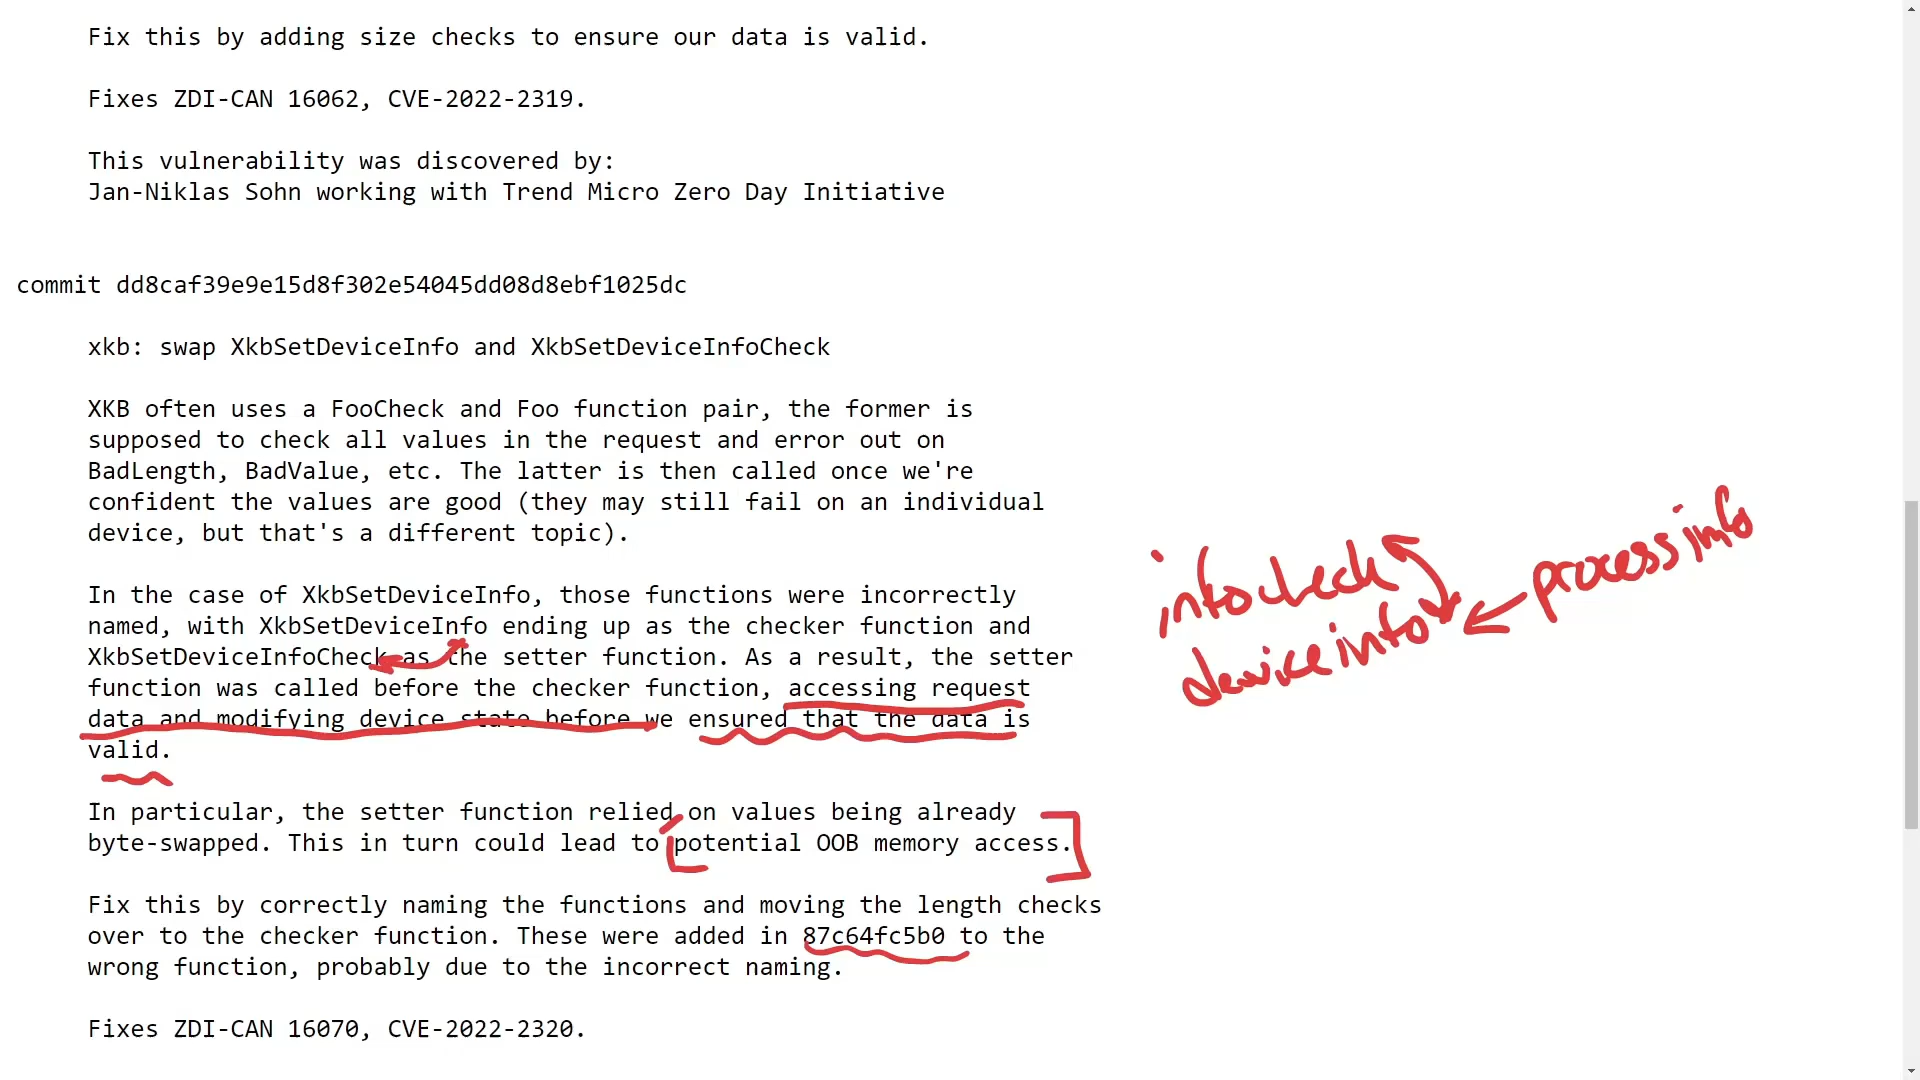 Fix this by adding size checks to ensure our data is valid.
Fixes ZDI-CAN 16062, CVE-2022-2319.
This vulnerability was discovered by:
Jan-Niklas Sohn working with Trend Micro Zero Day Initiative
commit dd8caf39e9e15d8f302e54045dd08d8ebf1025dc
xkb: swap XkbSetDeviceInfo and XkbSetDeviceInfoCheck
XKB often uses a FooCheck and Foo function pair, the former is
supposed to check all values in the request and error out on
BadLength, BadValue, etc. The latter is then called once we're
confident the values are good (they may still fail on an individual
device, but that's a different topic).
In the case of XkbSetDeviceInfo, those functions were incorrectly
named, with XkbSetDeviceInfo ending up as the checker function and
XkbSetDeviceInfoCheck as the setter function. As a result, the setter
function was called before the checker function, accessing request
data and modifying device state before we ensured that the data is
valid.
In particular, the setter function relied on values being already
byte-swapped. This in turn could lead to potential OOB memory access.
Fix this by correctly naming the functions and moving the length checks
over to the checker function. These were added in 87c64fc5b0 to the
wrong function, probably due to the incorrect naming.
Fixes ZDI-CAN 16070, CVE-2022-2320.
infocheck
deviceinfo
process info